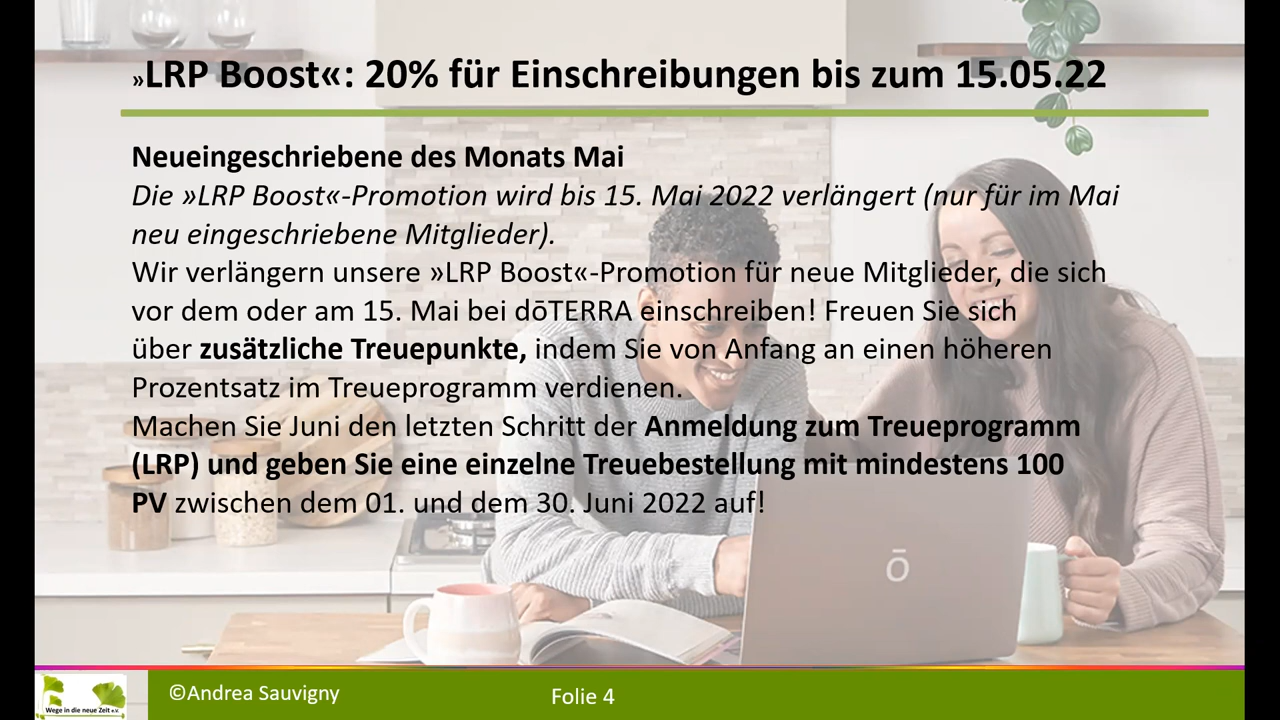 »LRP Boost«: 20% für Einschreibungen bis zum 15.05.22
Neueingeschriebene des Monats Mai
Die »LRP Boost«-Promotion wird bis 15. Mai 2022 verlängert (nur für im Mai
neu eingeschriebene Mitglieder).
Wir verlängern unsere »LRP Boost«-Promotion für neue Mitglieder, die sich
vor dem oder am 15. Mai bei dōTERRA einschreiben! Freuen Sie sich
über zusätzliche Treuepunkte, indem Sie von Anfang an einen höheren
Prozentsatz im Treueprogramm verdienen.
Machen Sie Juni den letzten Schritt der Anmeldung zum Treueprogramm
(LRP) und geben Sie eine einzelne Treuebestellung mit mindestens 100
PV zwischen dem 01. und dem 30. Juni 2022 auf!
ō
Wege in die neue Zeit e.V.
©Andrea Sauvigny
Folie 4